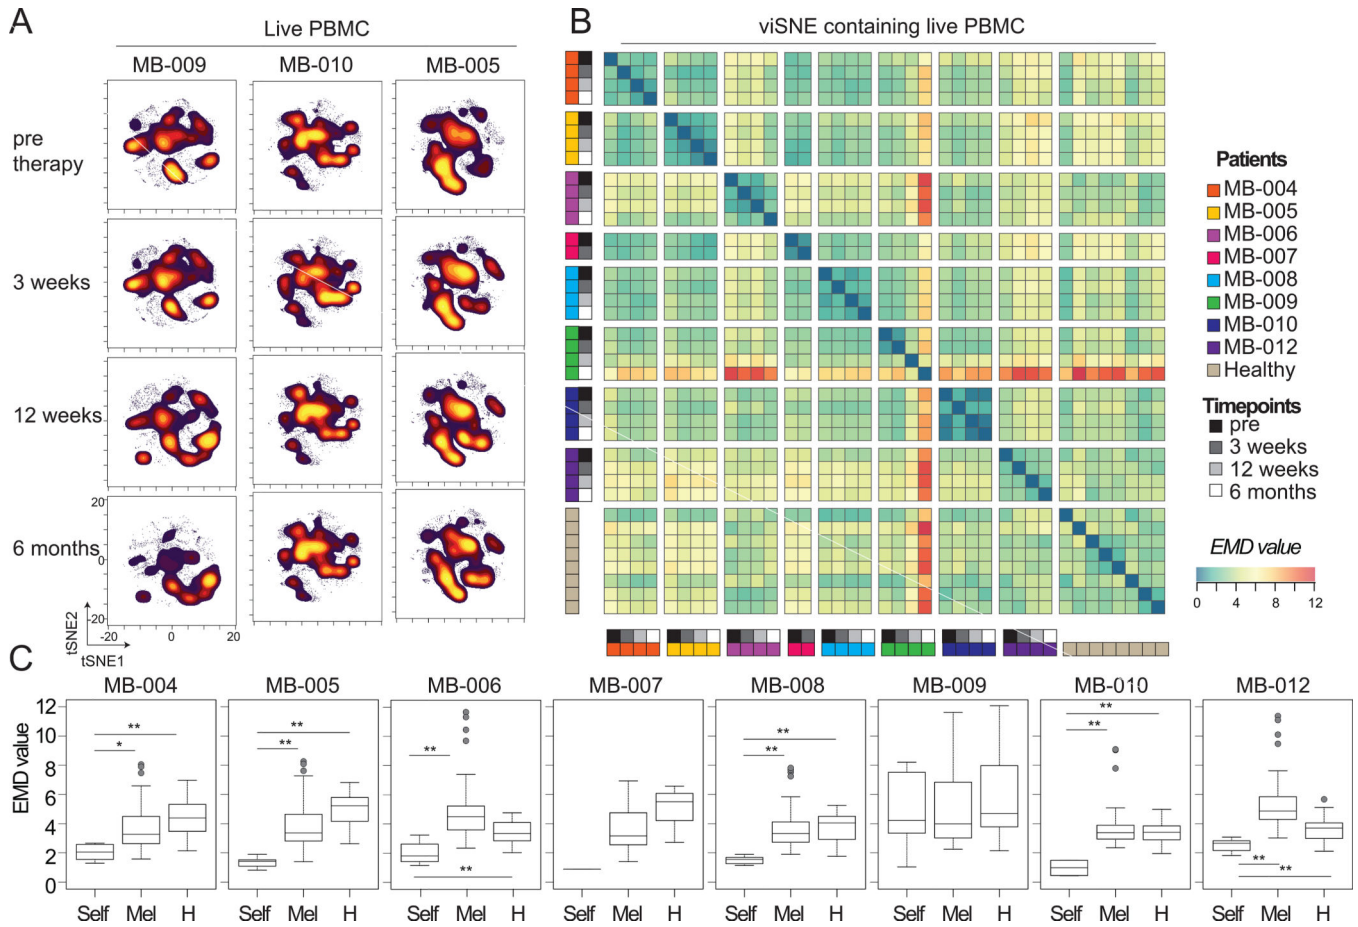 A
Live PBMC
MB-009 MB-010 MB-005
pre
therapy
3 weeks
12 weeks
6 months
20
0
-20
-20 0 20
tSNE2
tSNE1
B
viSNE containing live PBMC
Patients
MB-004
MB-005
MB-006
MB-007
MB-008
MB-009
MB-010
MB-012
Healthy
Timepoints
pre
3 weeks
12 weeks
6 months
EMD value
0 4 8 12
C
MB-004 MB-005 MB-006 MB-007 MB-008 MB-009 MB-010 MB-012
EMD value
12
10
8
6
4
2
0
** * ** ** ** ** ** ** ** ** ** ** **
Self Mel H Self Mel H Self Mel H Self Mel H Self Mel H Self Mel H Self Mel H Self Mel H